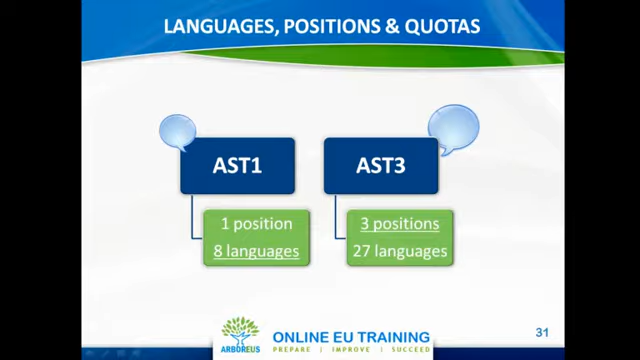 LANGUAGES, POSITIONS & QUOTAS
AST1
AST3
1 position
8 languages
3 positions
27 languages
31
ARBOREUS
ONLINE EU TRAINING
PREPARE | IMPROVE | SUCCEED